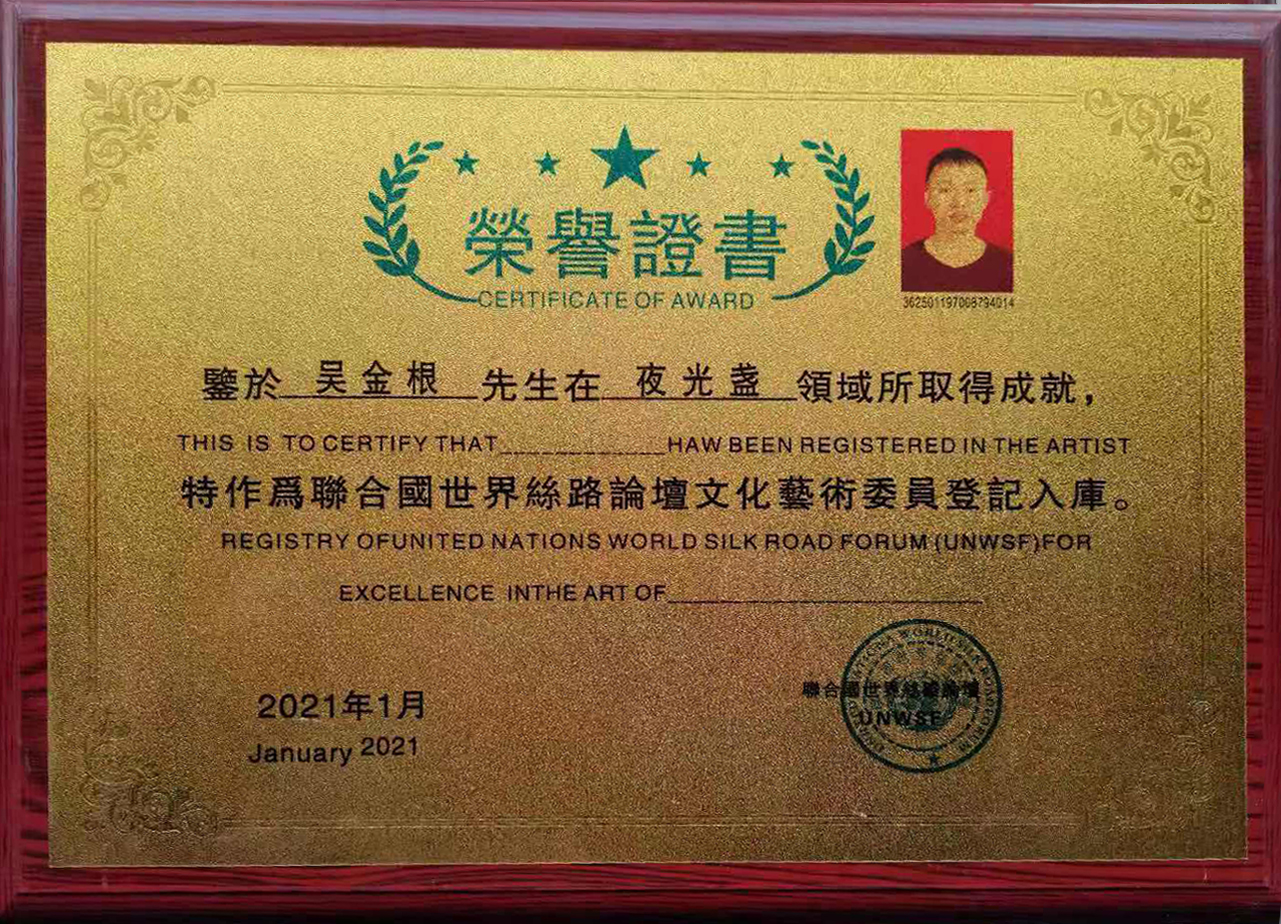 榮譽證書
CERTIFICATE OF AWARD
362501197008794014
鑒於 吴金根 先生在 夜光盏 領域所取得成就，
THIS IS TO CERTIFY THAT____________HAW BEEN REGISTERED IN THE ARTIST
特作爲聯合國世界絲路論壇文化藝術委員登記入庫。
REGISTRY OFUNITED NATIONS WORLD SILK ROAD FORUM (UNWSF)FOR
EXCELLENCE INTHE ART OF____________________
聯合國世界絲路論壇
UNWSF
2021年1月
January 2021